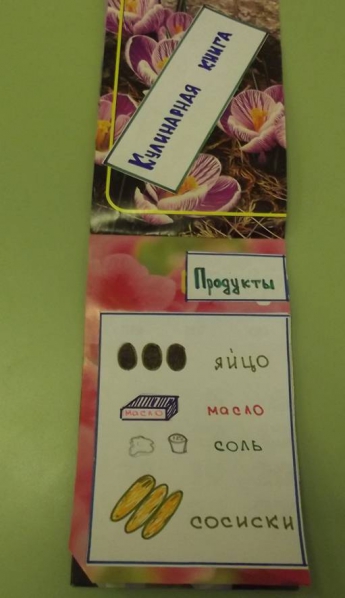 Кулинарная книга
Продукты
яйцо
масло
масло
соль
сосиски